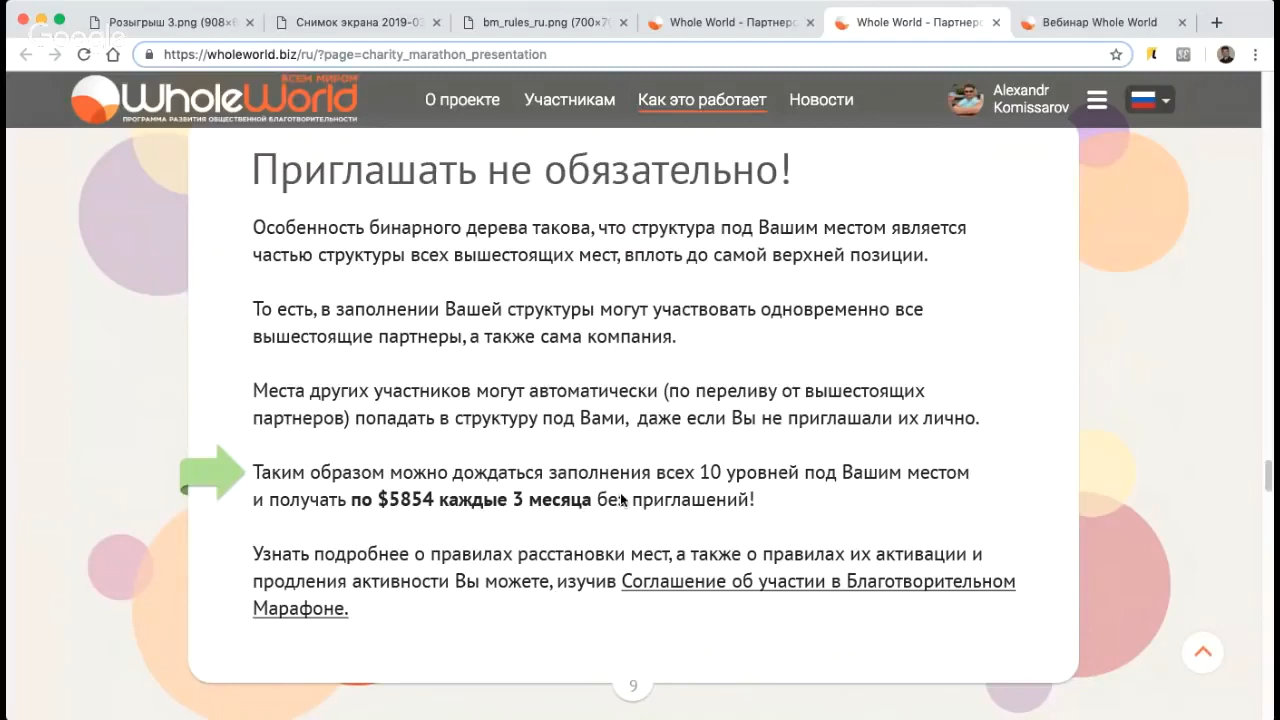 Розыгрыш 3.png (908×6
Снимок экрана 2019-03
bm_rules_ru.png (700×70
Whole World - Партнерс
Whole World - Партнерс
Вебинар Whole World
Google
https://wholeworld.biz/ru/?page=charity_marathon_presentation
ВСЕМ МИРОМ
WholeWorld
ПРОГРАММА РАЗВИТИЯ ОБЩЕСТВЕННОЙ БЛАГОТВОРИТЕЛЬНОСТИ
О проекте
Участникам
Как это работает
Новости
Alexandr
Komissarov
Приглашать не обязательно!
Особенность бинарного дерева такова, что структура под Вашим местом является
частью структуры всех вышестоящих мест, вплоть до самой верхней позиции.
То есть, в заполнении Вашей структуры могут участвовать одновременно все
вышестоящие партнеры, а также сама компания.
Места других участников могут автоматически (по переливу от вышестоящих
партнеров) попадать в структуру под Вами, даже если Вы не приглашали их лично.
Таким образом можно дождаться заполнения всех 10 уровней под Вашим местом
и получать по $5854 каждые 3 месяца без приглашений!
Узнать подробнее о правилах расстановки мест, а также о правилах их активации и
продления активности Вы можете, изучив Соглашение об участии в Благотворительном
Марафоне.
9